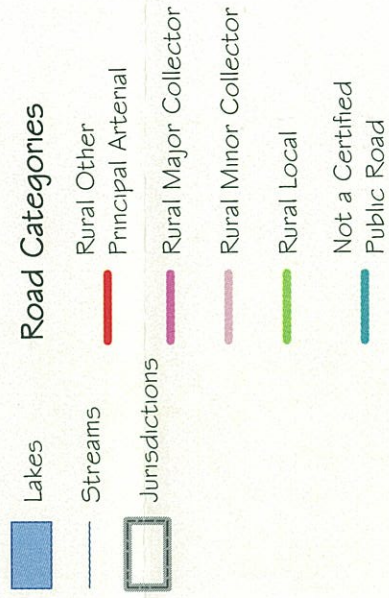 Lakes
Streams
Jurisdictions
Road Categories
Rural Other
Principal Arterial
Rural Major Collector
Rural Minor Collector
Rural Local
Not a Certified
Public Road